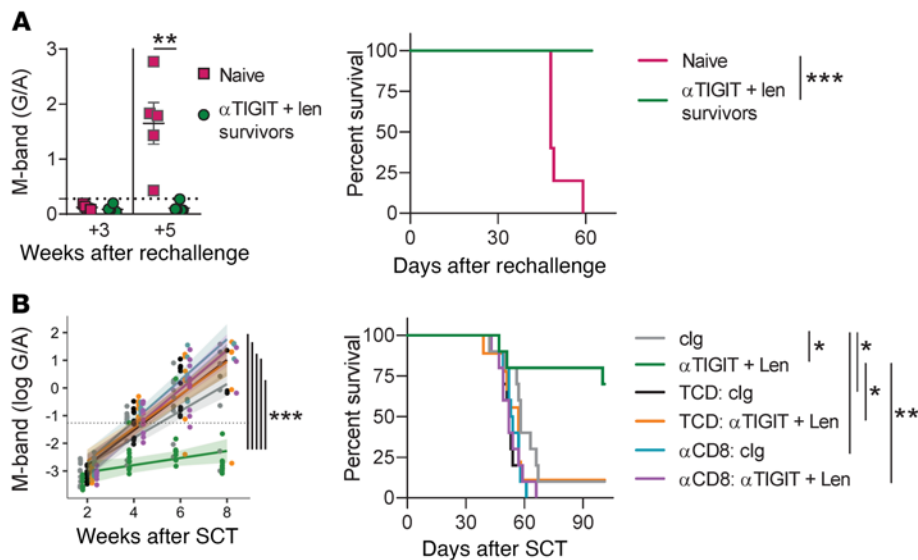 A
**
M-band (G/A)
3
2
1
0
+3
+5
Weeks after rechallenge
Naive
αTIGIT + len
survivors
Percent survival
100
75
50
25
0
0
30
60
Days after rechallenge
Naive
αTIGIT + len
survivors
***
B
M-band (log G/A)
2
1
0
-1
-2
-3
2
4
6
8
Weeks after SCT
***
Percent survival
100
75
50
25
0
0
30
60
90
Days after SCT
cIg
αTIGIT + Len
TCD: cIg
TCD: αTIGIT + Len
αCD8: cIg
αCD8: αTIGIT + Len
*
*
*
**